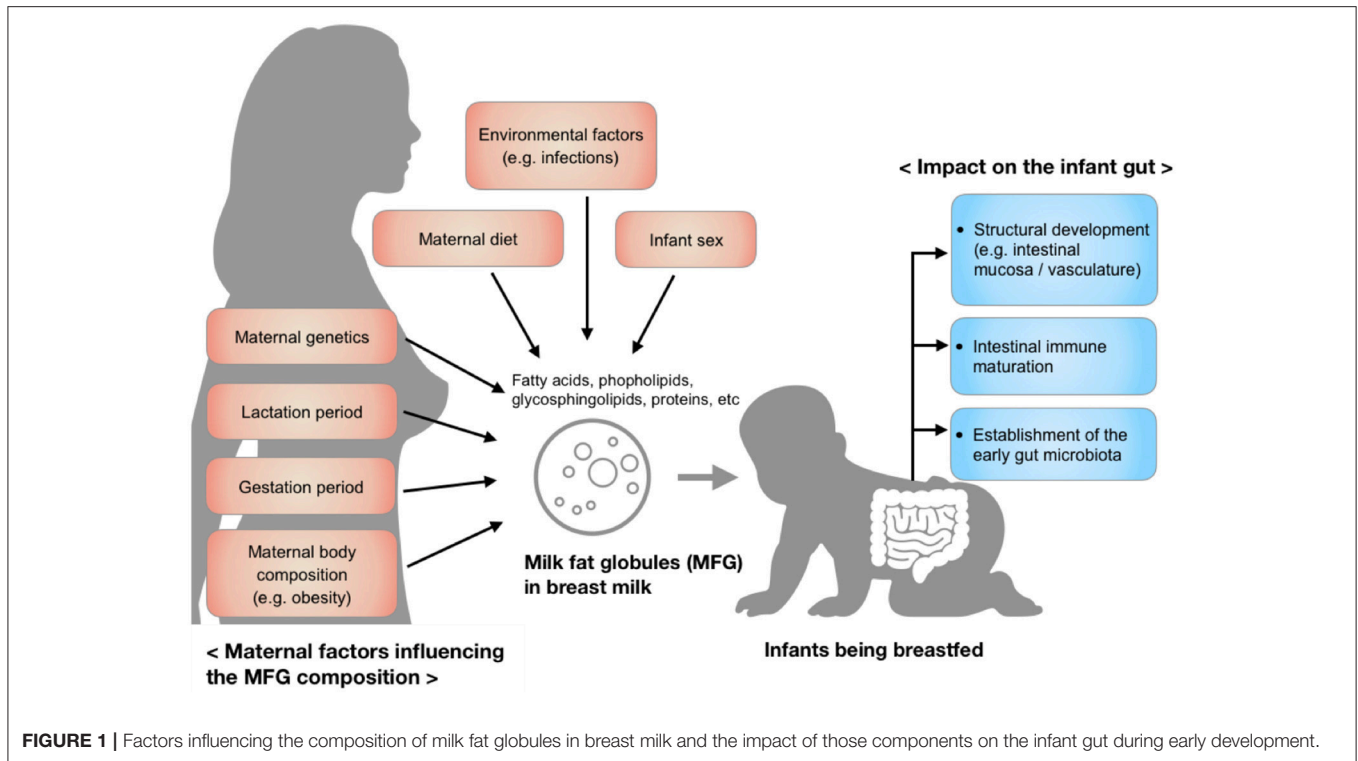 Environmental factors
(e.g. infections)
< Impact on the infant gut >
Maternal diet
Infant sex
• Structural development
(e.g. intestinal
mucosa / vasculature)
Maternal genetics
• Intestinal immune
maturation
Fatty acids, phopholipids,
glycosphingolipids, proteins, etc
Lactation period
• Establishment of the
early gut microbiota
Gestation period
Maternal body
composition
(e.g. obesity)
Milk fat globules (MFG)
in breast milk
< Maternal factors influencing
the MFG composition >
Infants being breastfed
FIGURE 1 | Factors influencing the composition of milk fat globules in breast milk and the impact of those components on the infant gut during early development.